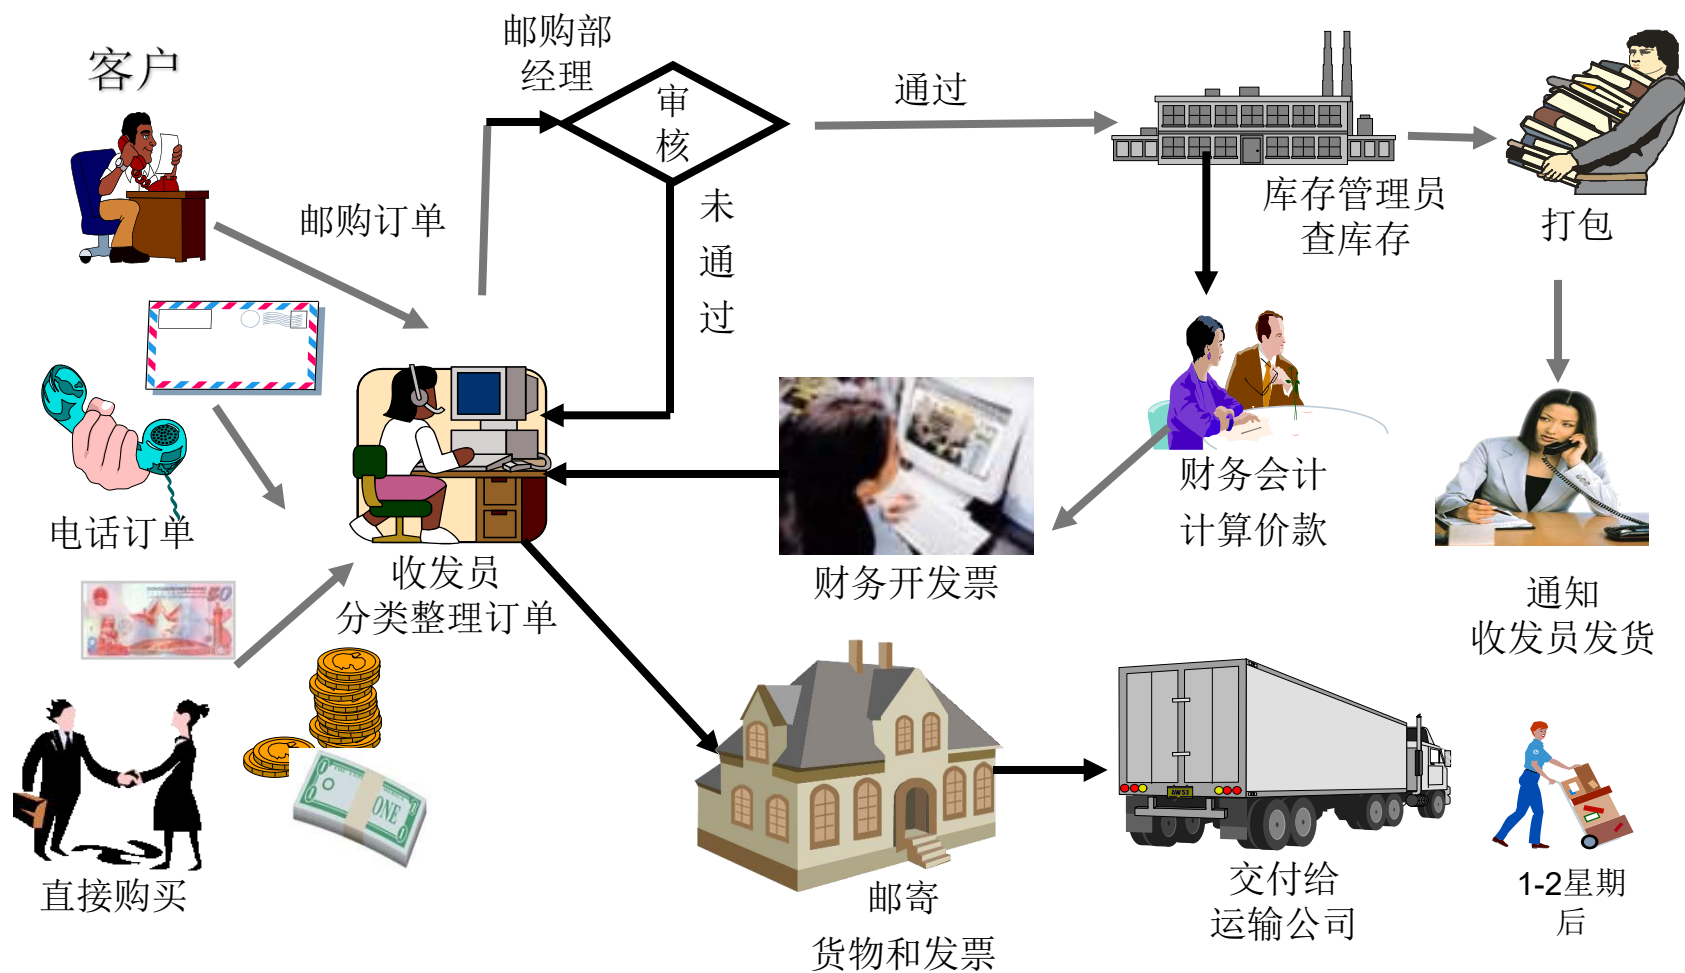 客户
邮购部
经理
审
核
通过
邮购订单
未
通
过
库存管理员
查库存
打包
电话订单
50
收发员
分类整理订单
财务开发票
财务会计
计算价款
通知
收发员发货
ONE
直接购买
邮寄
货物和发票
AW 53
交付给
运输公司
1-2星期
后